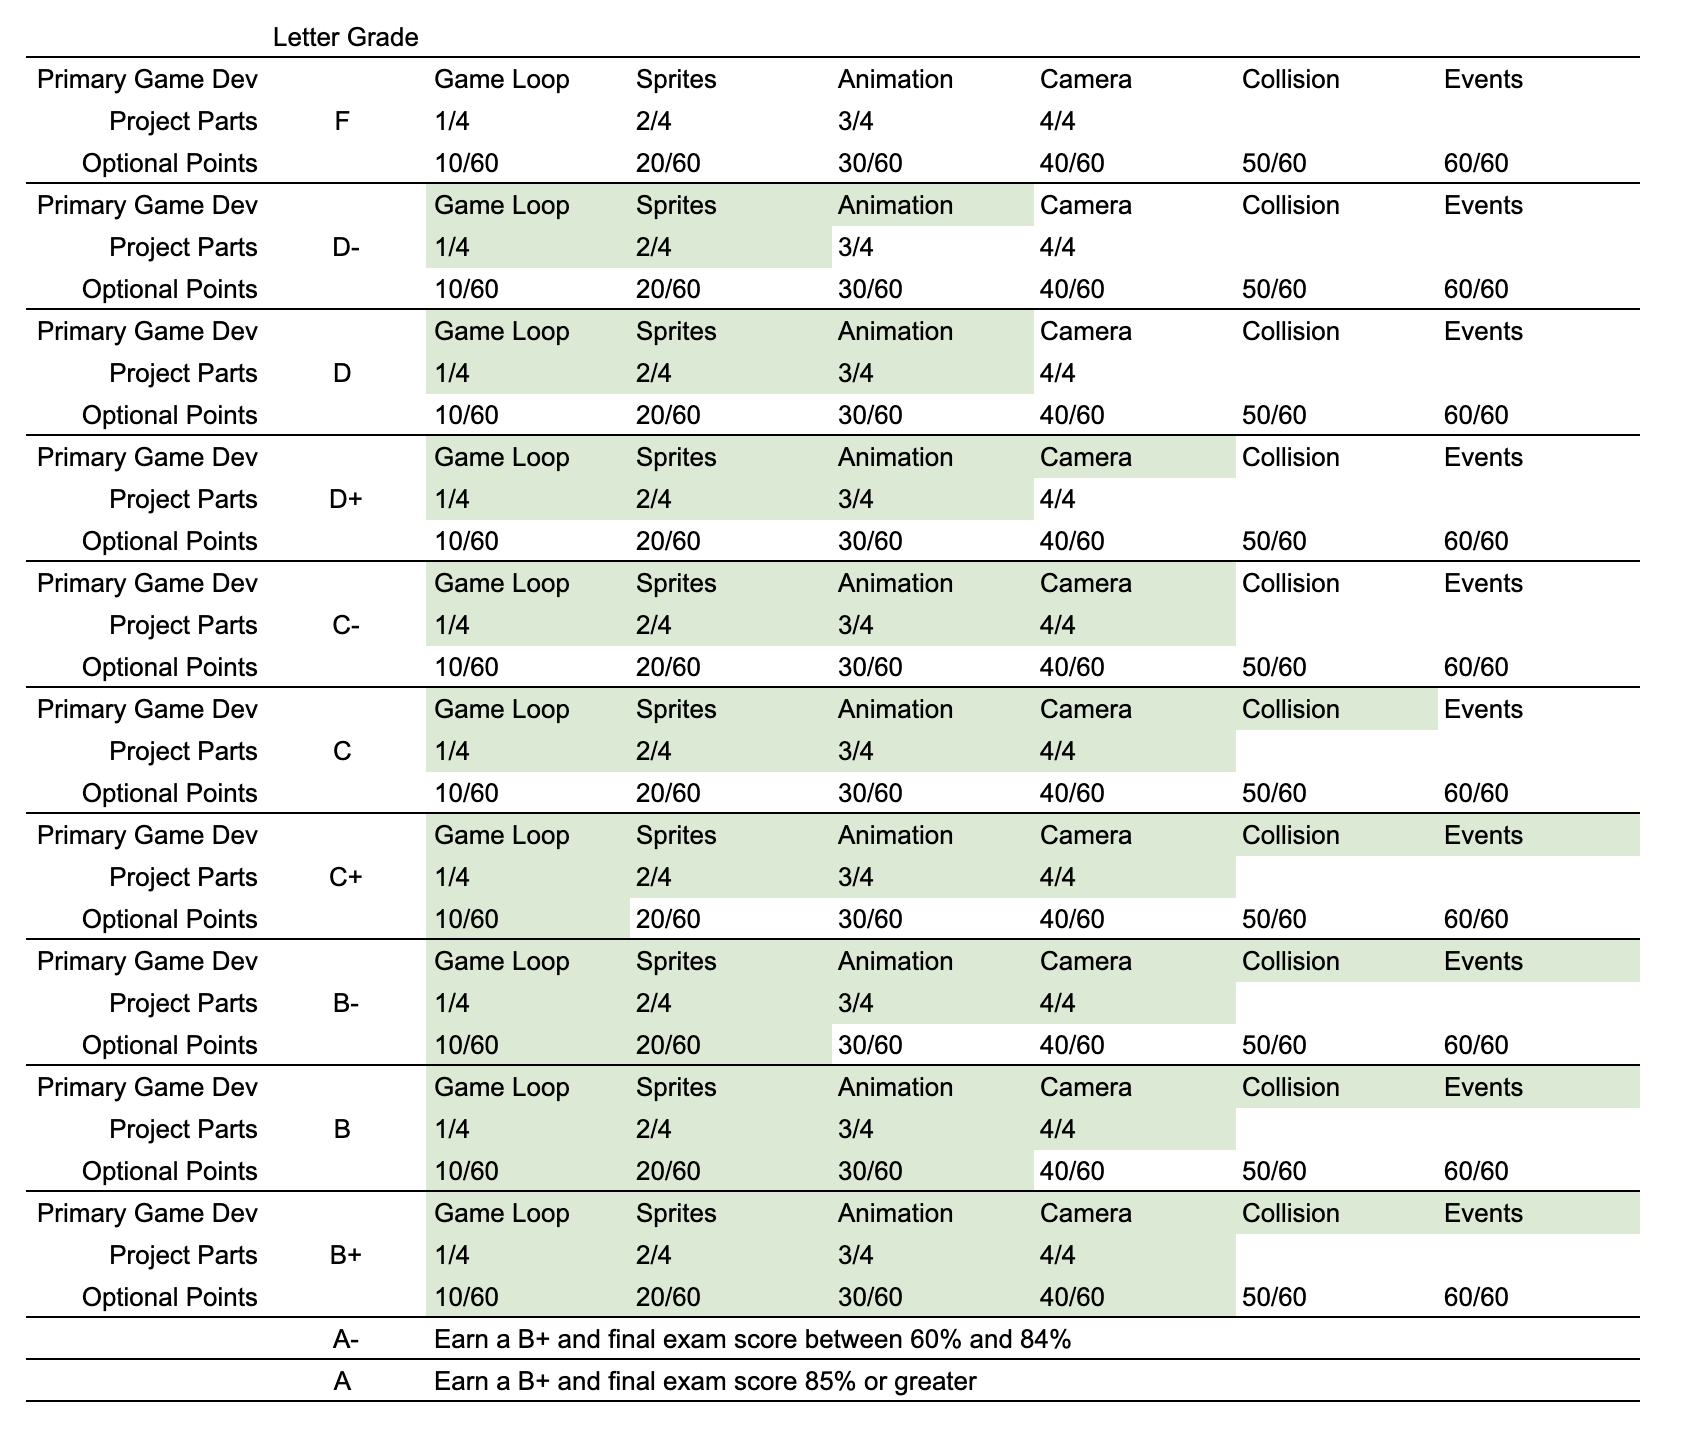 Letter Grade
Primary Game Dev Game Loop Sprites Animation Camera Collision Events
Project Parts F 1/4 2/4 3/4 4/4
Optional Points 10/60 20/60 30/60 40/60 50/60 60/60
Primary Game Dev Game Loop Sprites Animation Camera Collision Events
Project Parts D- 1/4 2/4 3/4 4/4
Optional Points 10/60 20/60 30/60 40/60 50/60 60/60
Primary Game Dev Game Loop Sprites Animation Camera Collision Events
Project Parts D 1/4 2/4 3/4 4/4
Optional Points 10/60 20/60 30/60 40/60 50/60 60/60
Primary Game Dev Game Loop Sprites Animation Camera Collision Events
Project Parts D+ 1/4 2/4 3/4 4/4
Optional Points 10/60 20/60 30/60 40/60 50/60 60/60
Primary Game Dev Game Loop Sprites Animation Camera Collision Events
Project Parts C- 1/4 2/4 3/4 4/4
Optional Points 10/60 20/60 30/60 40/60 50/60 60/60
Primary Game Dev Game Loop Sprites Animation Camera Collision Events
Project Parts C 1/4 2/4 3/4 4/4
Optional Points 10/60 20/60 30/60 40/60 50/60 60/60
Primary Game Dev Game Loop Sprites Animation Camera Collision Events
Project Parts C+ 1/4 2/4 3/4 4/4
Optional Points 10/60 20/60 30/60 40/60 50/60 60/60
Primary Game Dev Game Loop Sprites Animation Camera Collision Events
Project Parts B- 1/4 2/4 3/4 4/4
Optional Points 10/60 20/60 30/60 40/60 50/60 60/60
Primary Game Dev Game Loop Sprites Animation Camera Collision Events
Project Parts B 1/4 2/4 3/4 4/4
Optional Points 10/60 20/60 30/60 40/60 50/60 60/60
Primary Game Dev Game Loop Sprites Animation Camera Collision Events
Project Parts B+ 1/4 2/4 3/4 4/4
Optional Points 10/60 20/60 30/60 40/60 50/60 60/60
A- Earn a B+ and final exam score between 60% and 84%
A Earn a B+ and final exam score 85% or greater